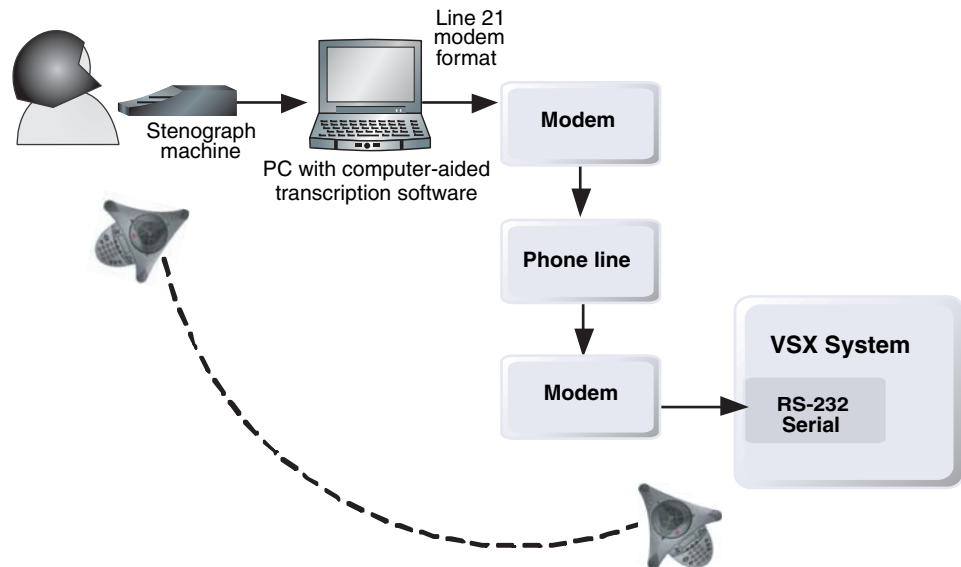 Line 21
modem
format
Modem
Stenograph
machine
PC with computer-aided
transcription software
Phone line
Modem
VSX System
RS-232
Serial